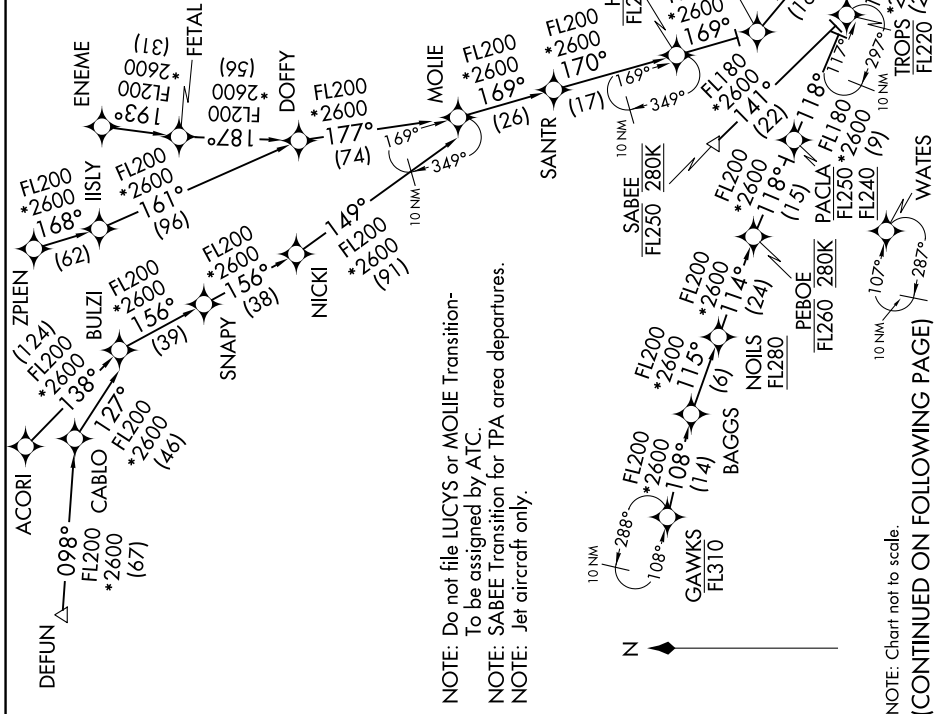 ENEME
193°
FL200
*2600
(31)
FETAL
187°
FL200
*2600
(56)
DOFFY
FL200
*2600
177°
(74)
ZPLEN
FL200
*2600
168°
(62)
IISLY
FL200
*2600
161°
(96)
MOLIE
169°
349°
10 NM
FL200
*2600
169°
(26)
SANTR
FL200
*2600
170°
(17)
*2600
169°
169°
349°
10 NM
ACORI
(124)
FL200
*2600
138°
BULZI
FL200
*2600
156°
(39)
SNAPY
FL200
*2600
156°
(38)
NICKI
149°
FL200
*2600
(91)
DEFUN
098°
FL200
*2600
(67)
CABLO
127°
FL200
*2600
(46)
NOTE: Do not file LUCYS or MOLIE Transition-
To be assigned by ATC.
NOTE: SABEE Transition for TPA area departures.
NOTE: Jet aircraft only.
SABEE
FL250 280K
FL180
*2600
141°
(22)
TROPS
FL220
117°
297°
10 NM
118°
FL180
*2600
(9)
PACLA
FL250
FL240
FL200
*2600
118°
(15)
PEBOE
FL260 280K
FL200
*2600
114°
(24)
NOILS
FL280
FL200
*2600
115°
(6)
BAGGS
FL200
*2600
108°
(14)
GAWKS
FL310
288°
108°
10 NM
WATES
107°
287°
10 NM
N
NOTE: Chart not to scale.
(CONTINUED ON FOLLOWING PAGE)